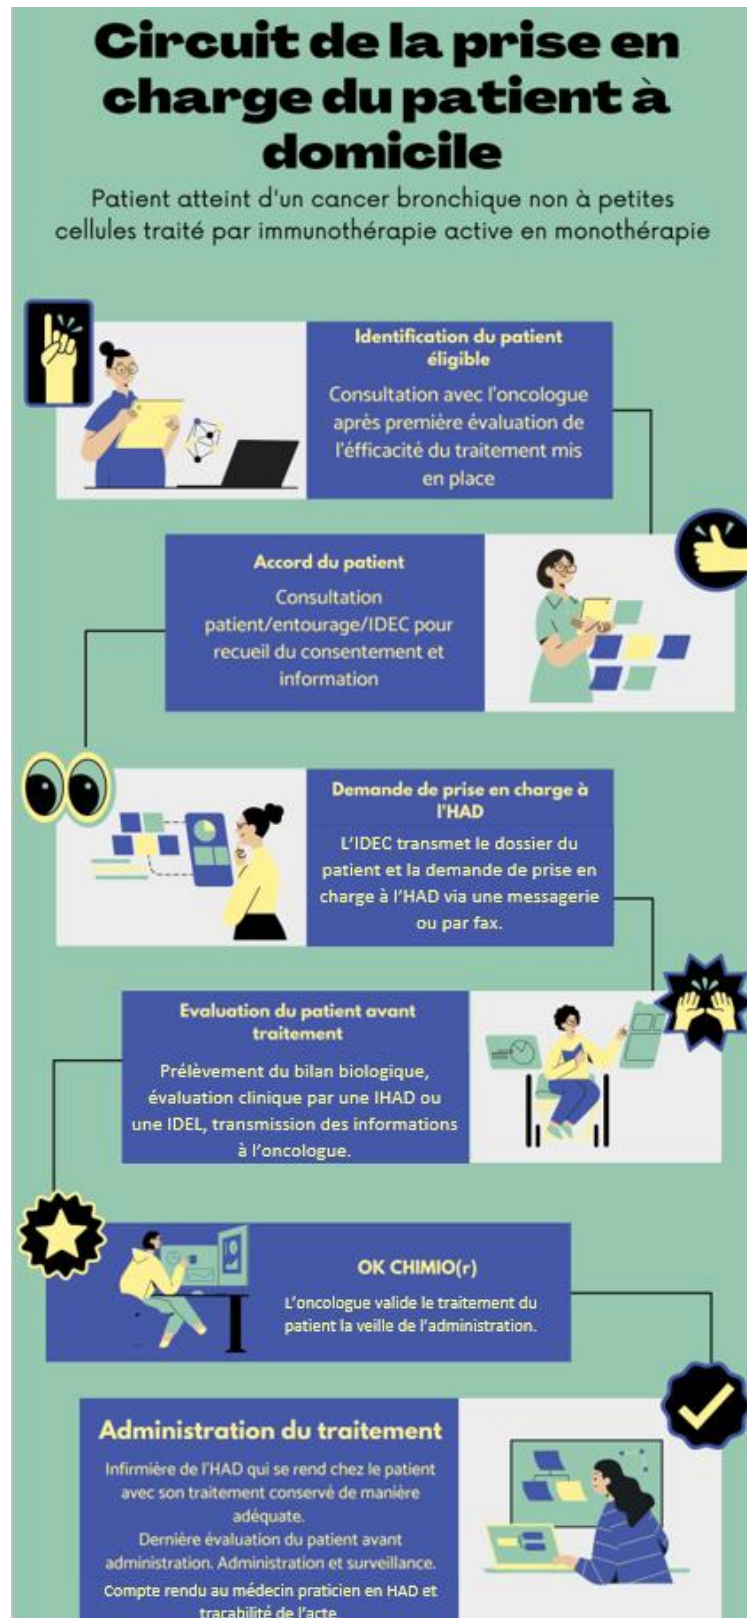 Circuit de la prise en
charge du patient à
domicile
Patient atteint d'un cancer bronchique non à petites
cellules traité par immunothérapie active en monothérapie
Identification du patient
éligible
Consultation avec l'oncologue
après première évaluation de
l'éfficacité du traitement mis
en place
Accord du patient
Consultation
patient/entourage/IDEC pour
recueil du consentement et
information
Demande de prise en charge à
l'HAD
L'IDEC transmet le dossier du
patient et la demande de prise en
charge à l'HAD via une messagerie
ou par fax.
Evaluation du patient avant
traitement
Prélèvement du bilan biologique,
évaluation clinique par une IHAD ou
une IDEL, transmission des informations
à l'oncologue.
OK CHIMIO(r)
L'oncologue valide le traitement du
patient la veille de l'administration.
Administration du traitement
Infirmière de l'HAD qui se rend chez le patient
avec son traitement conservé de manière
adéquate.
Dernière évaluation du patient avant
administration. Administration et surveillance.
Compte rendu au médecin praticien en HAD et
traçabilité de l'acte.